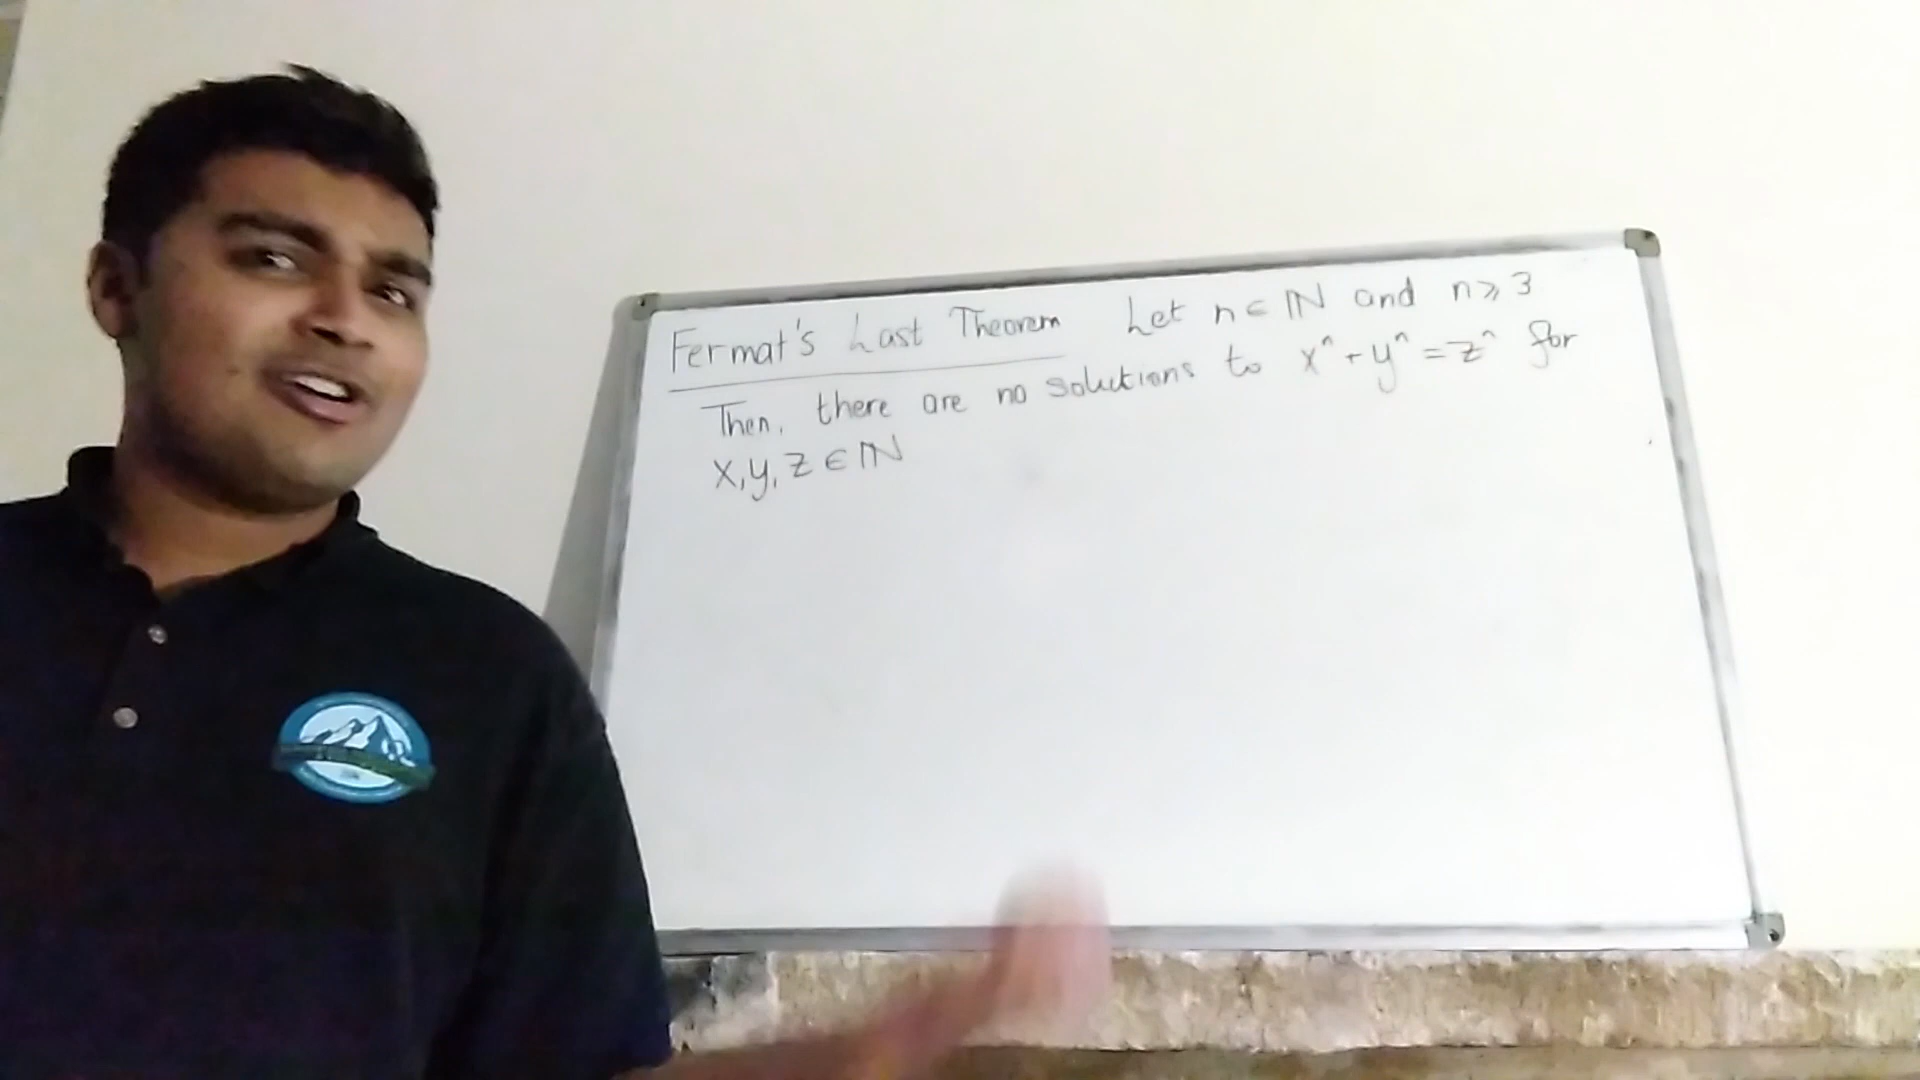 Fermat's Last Theorem Let n ∈ ℕ and n ⩾ 3
Then, there are no solutions to xⁿ + yⁿ = zⁿ for
x, y, z ∈ ℕ